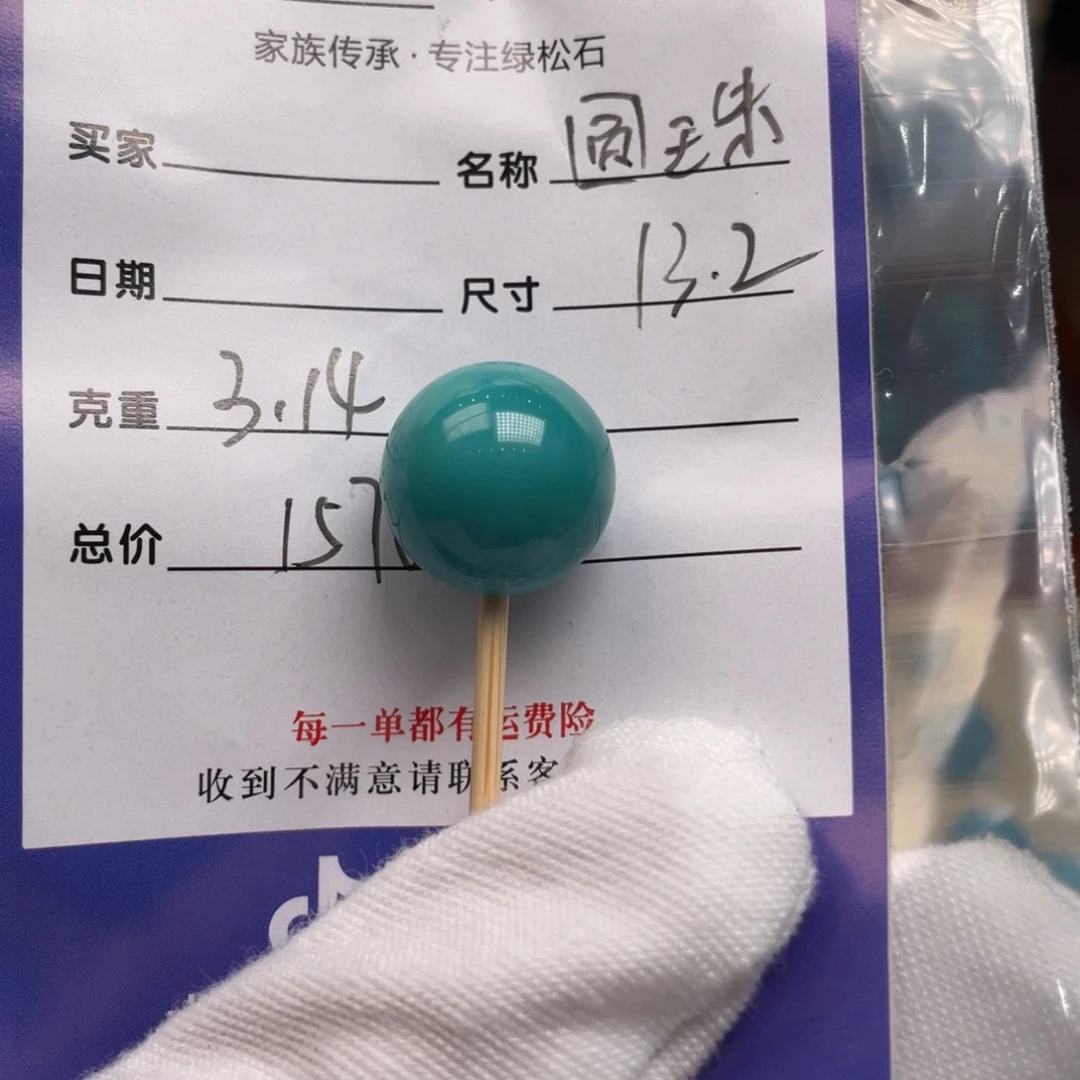 家族传承·专注绿松石
买家 名称 圆珠
日期 尺寸 13.2
克重 3.14
总价 157
每一单都有运费险
收到不满意请联系客